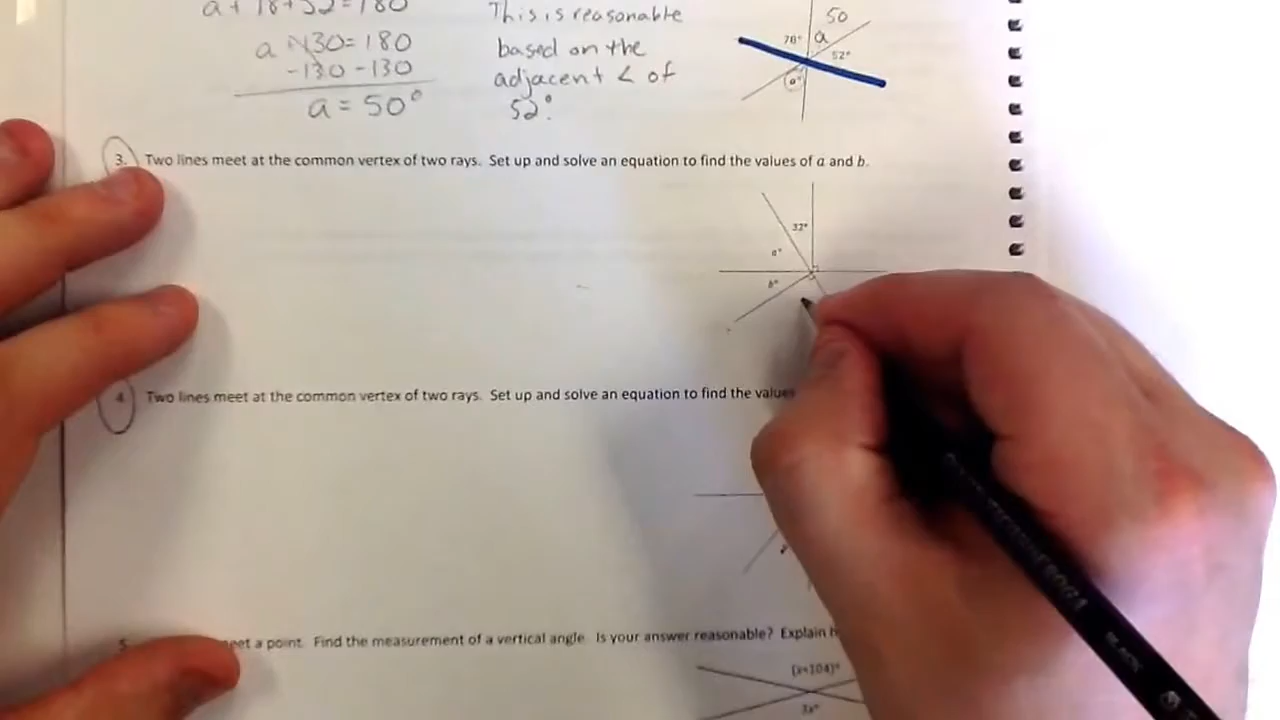 a + 78+52=180
a + 130= 180
-130 -130
a = 50°
This is reasonable
based on the
adjacent < of
52°.
50
78° a
52°
a°
3. Two lines meet at the common vertex of two rays. Set up and solve an equation to find the values of a and b.
32°
a°
b°
4. Two lines meet at the common vertex of two rays. Set up and solve an equation to find the values
5. meet a point. Find the measurement of a vertical angle. Is your answer reasonable? Explain h
(x+104)°
3x°
BLACK